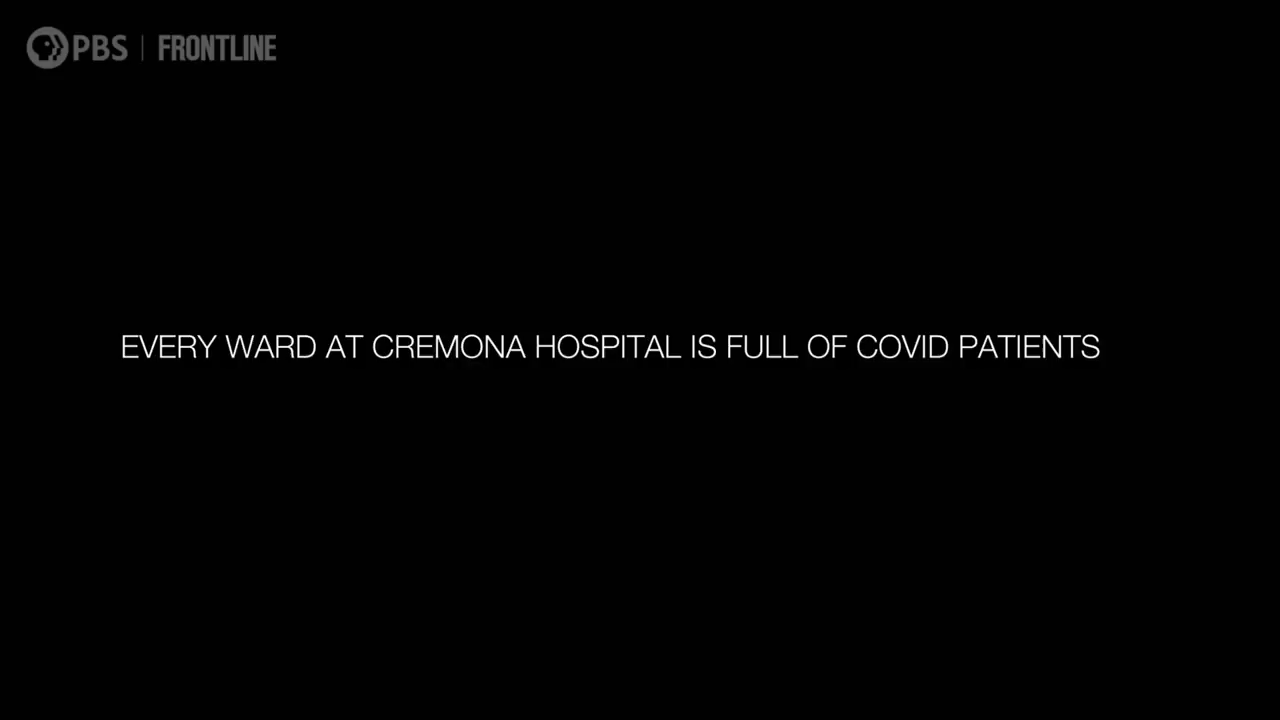 PBS | FRONTLINE
EVERY WARD AT CREMONA HOSPITAL IS FULL OF COVID PATIENTS